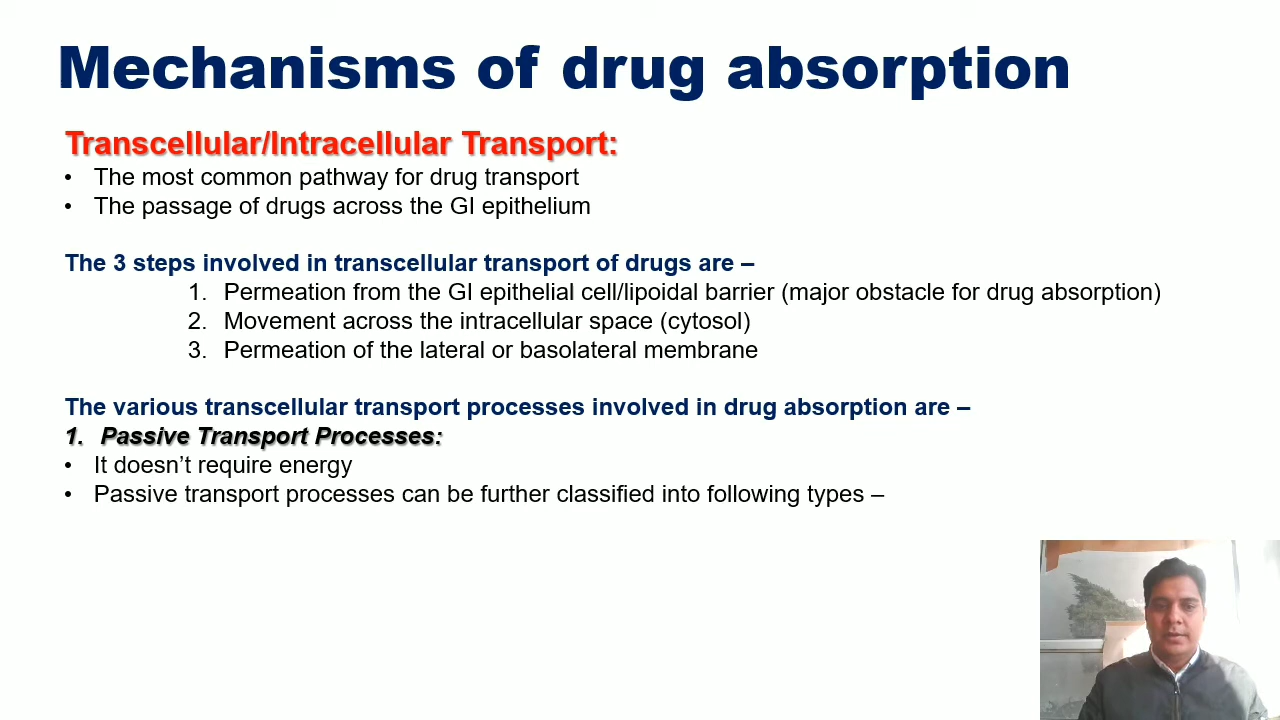 Mechanisms of drug absorption
Transcellular/Intracellular Transport:
• The most common pathway for drug transport
• The passage of drugs across the GI epithelium
The 3 steps involved in transcellular transport of drugs are –
1. Permeation from the GI epithelial cell/lipoidal barrier (major obstacle for drug absorption)
2. Movement across the intracellular space (cytosol)
3. Permeation of the lateral or basolateral membrane
The various transcellular transport processes involved in drug absorption are –
1. Passive Transport Processes:
• It doesn’t require energy
• Passive transport processes can be further classified into following types –